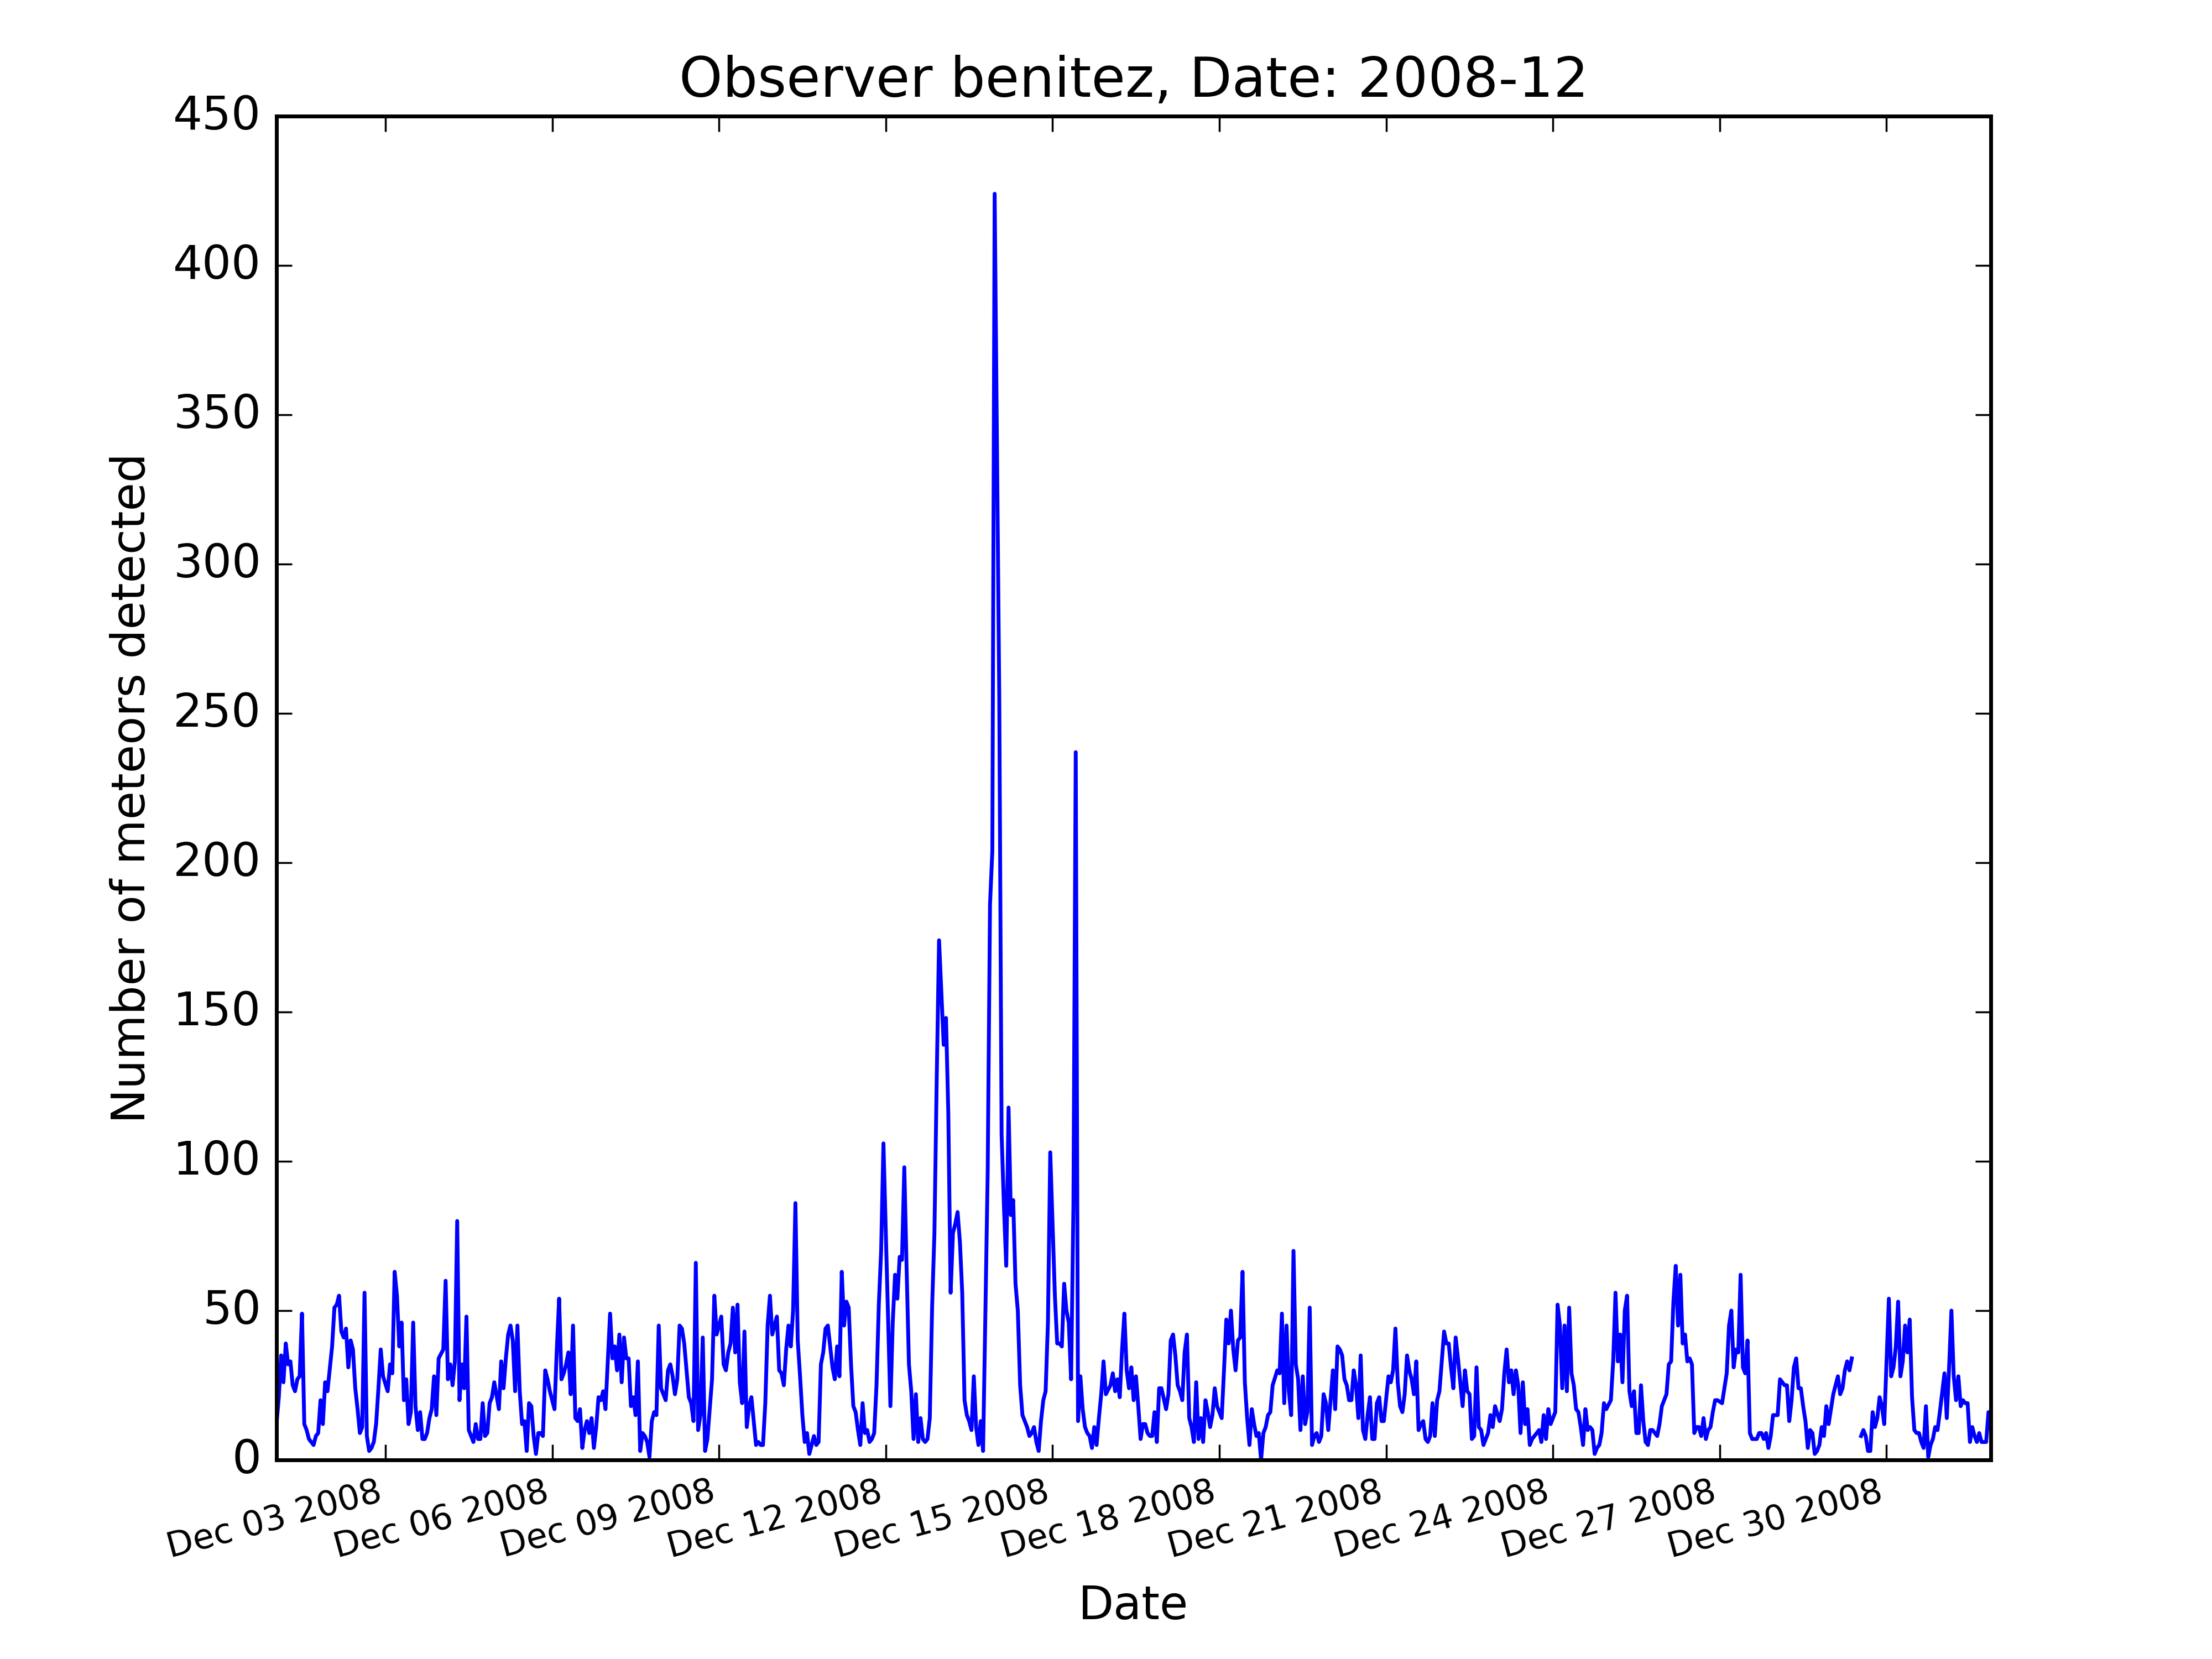 Observer benitez, Date: 2008-12
450
400
350
300
250
200
150
100
50
0
Number of meteors detected
Dec 03 2008
Dec 06 2008
Dec 09 2008
Dec 12 2008
Dec 15 2008
Dec 18 2008
Dec 21 2008
Dec 24 2008
Dec 27 2008
Dec 30 2008
Date